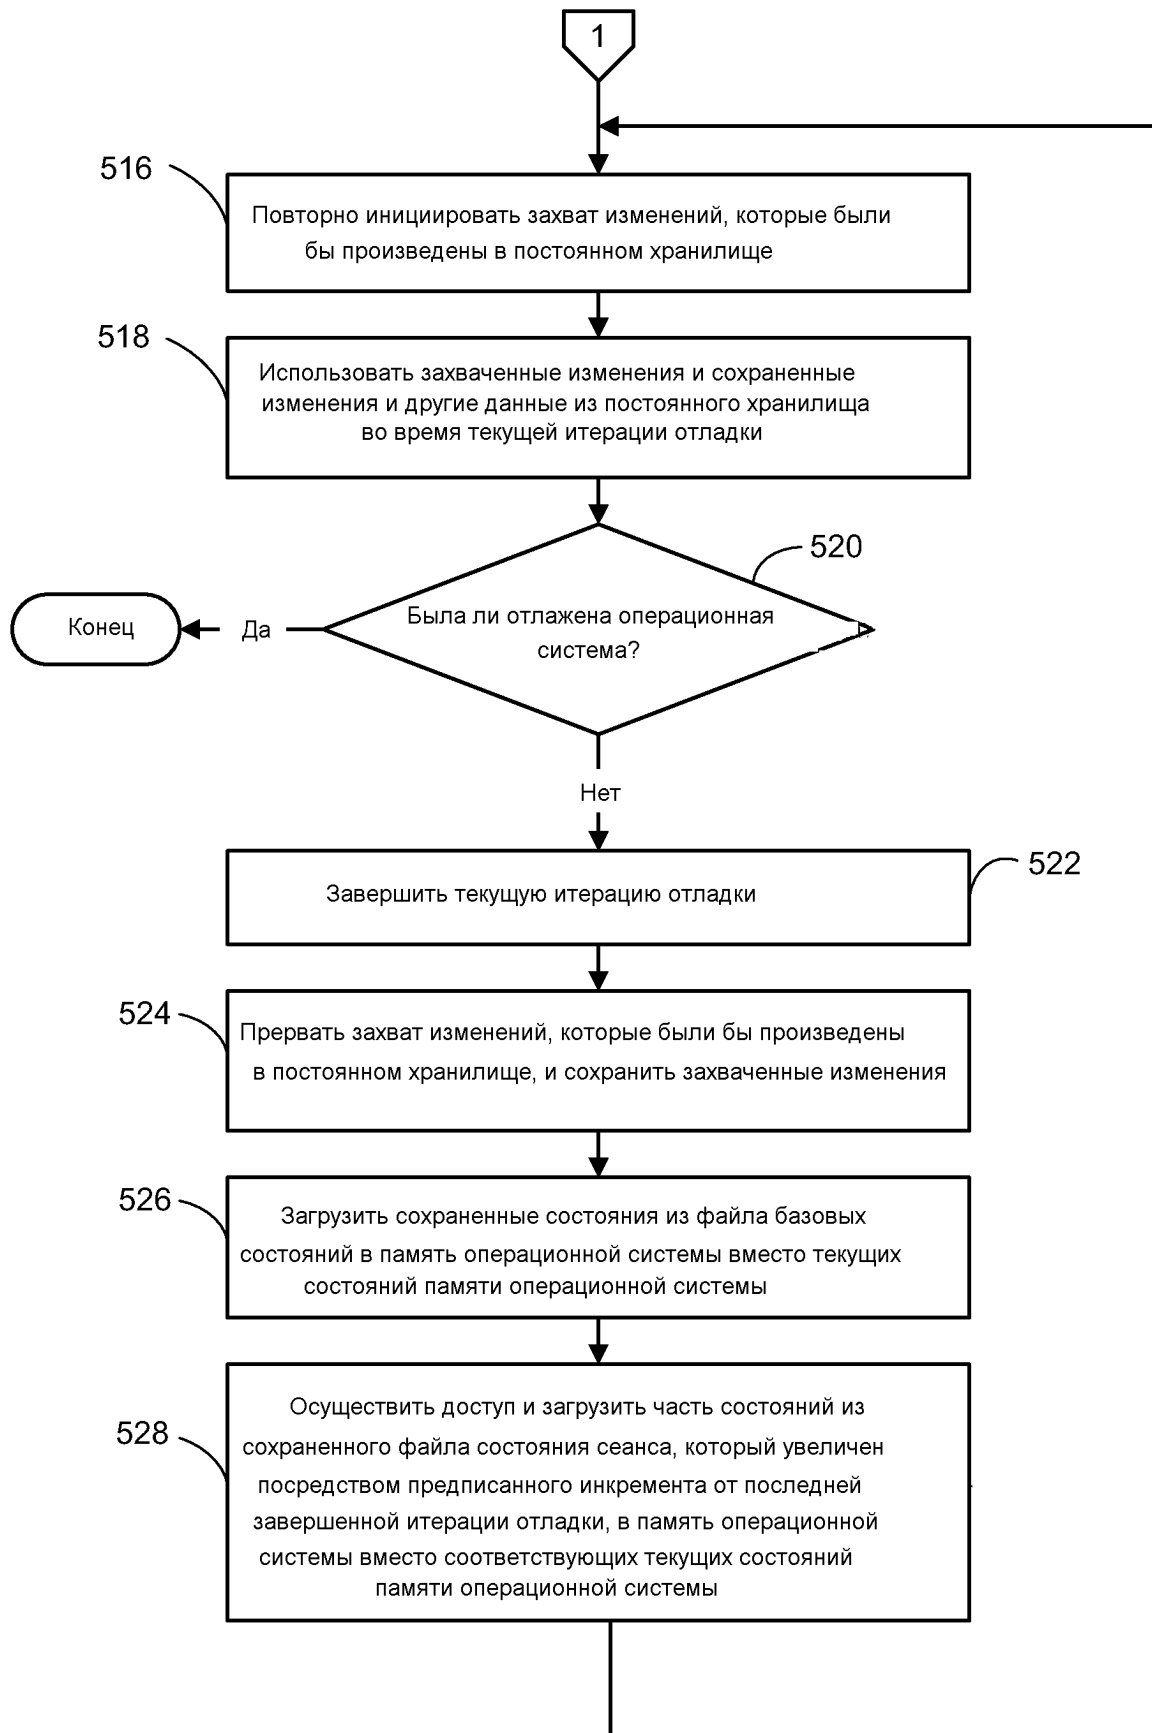 1
516
Повторно инициировать захват изменений, которые были
бы произведены в постоянном хранилище
518
Использовать захваченные изменения и сохраненные
изменения и другие данные из постоянного хранилища
во время текущей итерации отладки
520
Была ли отлажена операционная
система?
Да
Конец
Нет
522
Завершить текущую итерацию отладки
524
Прервать захват изменений, которые были бы произведены
в постоянном хранилище, и сохранить захваченные изменения
526
Загрузить сохраненные состояния из файла базовых
состояний в память операционной системы вместо текущих
состояний памяти операционной системы
528
Осуществить доступ и загрузить часть состояний из
сохраненного файла состояния сеанса, который увеличен
посредством предписанного инкремента от последней
завершенной итерации отладки, в память операционной
системы вместо соответствующих текущих состояний
памяти операционной системы